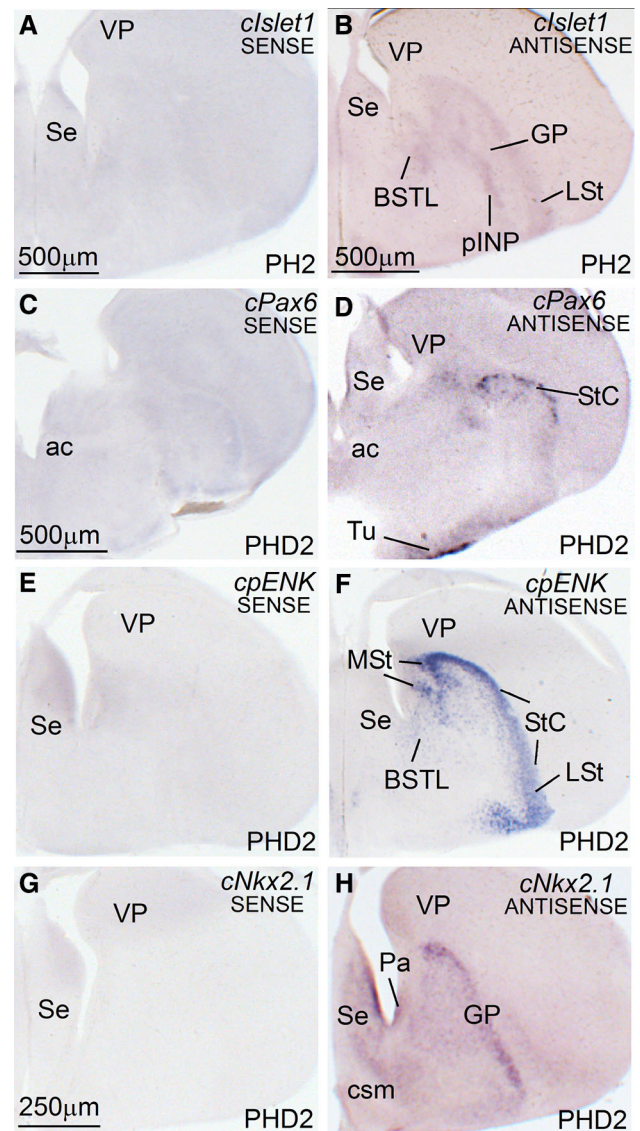 A
VP
cIslet1
SENSE
Se
500μm
PH2
B
cIslet1
ANTISENSE
VP
Se
GP
BSTL
LSt
pINP
500μm
PH2
C
cPax6
SENSE
ac
500μm
PHD2
D
cPax6
ANTISENSE
VP
Se
StC
ac
Tu
PHD2
E
cpENK
SENSE
VP
Se
PHD2
F
cpENK
ANTISENSE
VP
MSt
Se
StC
BSTL
LSt
PHD2
G
cNkx2.1
SENSE
VP
Se
250μm
PHD2
H
cNkx2.1
ANTISENSE
VP
Pa
Se
GP
csm
PHD2